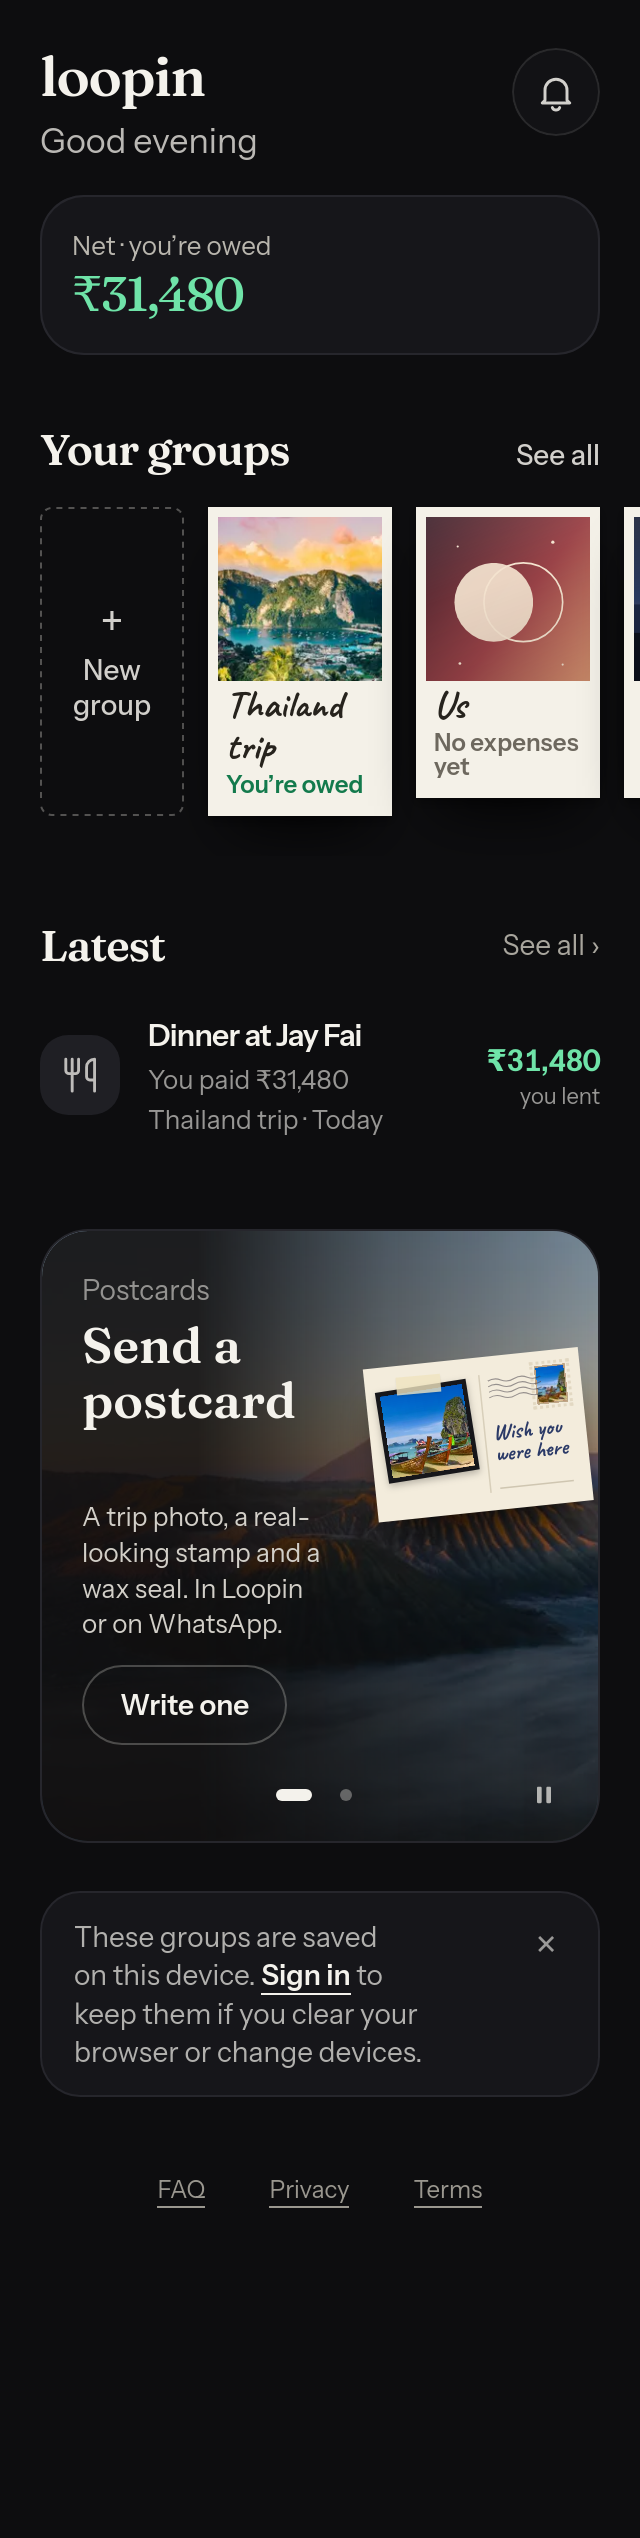 loopin
Good evening
Net · you’re owed
₹31,480
Your groups
See all
+
New
group
Thailand
trip
You’re owed
Us
No expenses
yet
Latest
See all ›
Dinner at Jay Fai
You paid ₹31,480
Thailand trip · Today
₹31,480
you lent
Postcards
Send a
postcard
Wish you
were here
A trip photo, a real-
looking stamp and a
wax seal. In Loopin
or on WhatsApp.
Write one
These groups are saved
on this device. Sign in to
keep them if you clear your
browser or change devices.
FAQ
Privacy
Terms